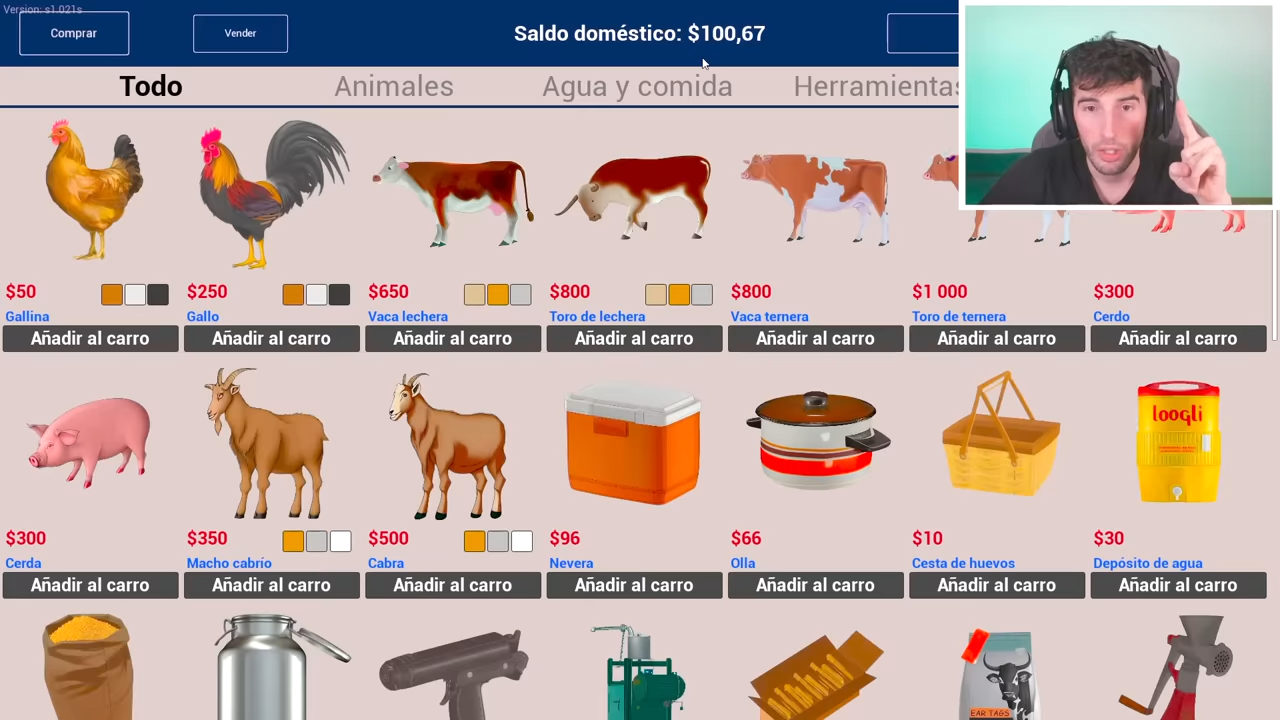 Version: s1.021s
Comprar
Vender
Saldo doméstico: $100,67
Todo
Animales
Agua y comida
Herramientas
$50
Gallina
Añadir al carro
$250
Gallo
Añadir al carro
$650
Vaca lechera
Añadir al carro
$800
Toro de lechera
Añadir al carro
$800
Vaca ternera
Añadir al carro
$1 000
Toro de ternera
Añadir al carro
$300
Cerdo
Añadir al carro
$300
Cerda
Añadir al carro
$350
Macho cabrío
Añadir al carro
$500
Cabra
Añadir al carro
$96
Nevera
Añadir al carro
$66
Olla
Añadir al carro
$10
Cesta de huevos
Añadir al carro
looqli
$30
Depósito de agua
Añadir al carro
EAR TAGS